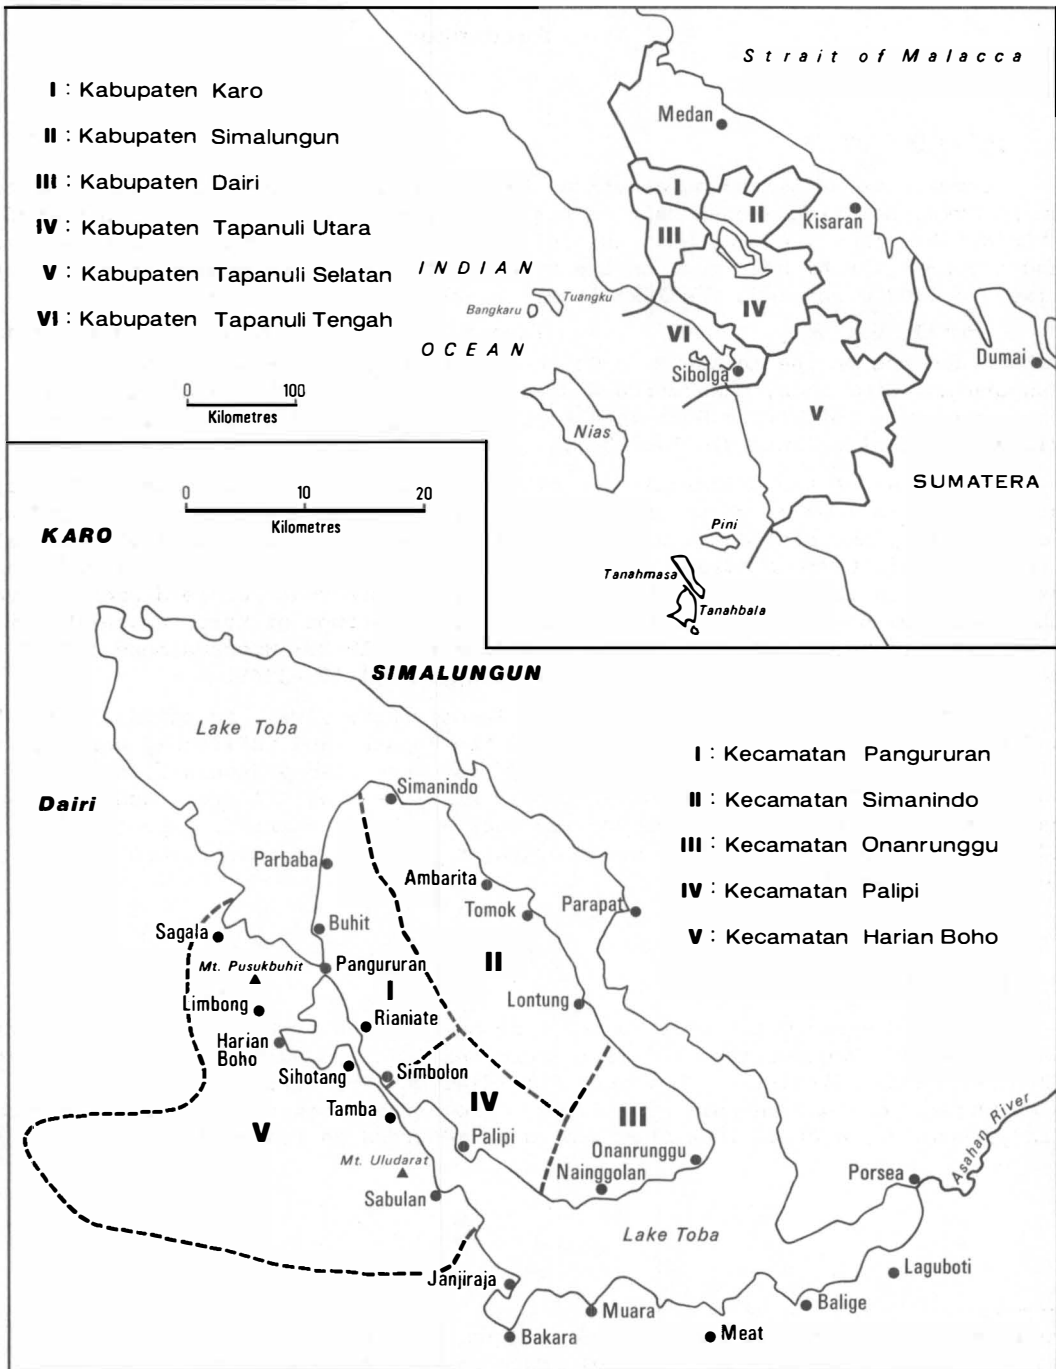 Strait of Malacca
I : Kabupaten Karo
II : Kabupaten Simalungun
III : Kabupaten Dairi
IV : Kabupaten Tapanuli Utara
V : Kabupaten Tapanuli Selatan
VI : Kabupaten Tapanuli Tengah
0 100
Kilometres
Medan
I
II
Kisaran
III
INDIAN
Tuangku
Bangkaru
IV
OCEAN
VI
Dumai
Sibolga
V
Nias
SUMATERA
Pini
Tanahmasa
Tanahbala
0 10 20
Kilometres
KARO
SIMALUNGUN
Lake Toba
I : Kecamatan Pangururan
II : Kecamatan Simanindo
III : Kecamatan Onanrunggu
IV : Kecamatan Palipi
V : Kecamatan Harian Boho
Dairi
Simanindo
Parbaba
Ambarita
Tomok
Parapat
Buhit
Sagala
Mt. Pusukbuhit
Pangururan
II
I
Limbong
Rianiate
Lontung
Harian
Boho
Sihotang
Simbolon
Tamba
IV
III
V
Palipi
Onanrunggu
Mt. Uludarat
Nainggolan
Asahan River
Porsea
Sabulan
Lake Toba
Janjiraja
Laguboti
Muara
Balige
Bakara
Meat